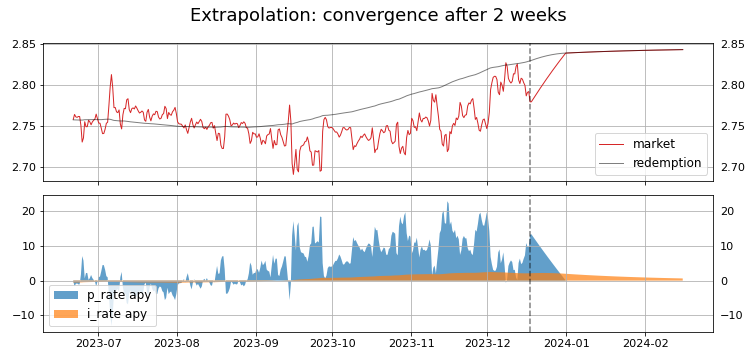 Extrapolation: convergence after 2 weeks
2.85 2.85
2.80 2.80
2.75 2.75
2.70 2.70
market
redemption
20 20
10 10
0 0
−10 −10
p_rate apy
i_rate apy
2023-07 2023-08 2023-09 2023-10 2023-11 2023-12 2024-01 2024-02